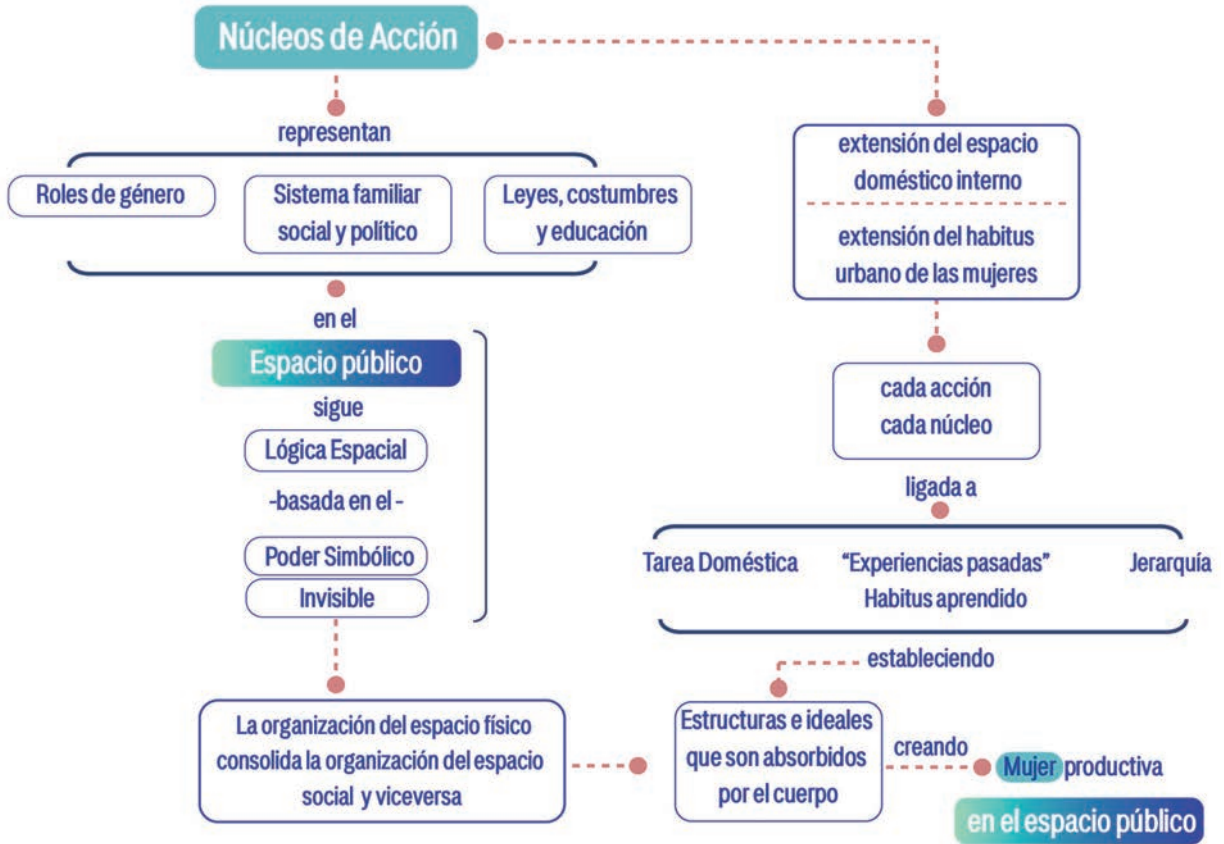 Núcleos de Acción
representan
Roles de género
Sistema familiar
social y político
Leyes, costumbres
y educación
en el
Espacio público
sigue
Lógica Espacial
-basada en el -
Poder Simbólico
Invisible
La organización del espacio físico
consolida la organización del espacio
social y viceversa
extensión del espacio
doméstico interno
extensión del habitus
urbano de las mujeres
cada acción
cada núcleo
ligada a
Tarea Doméstica
“Experiencias pasadas”
Habitus aprendido
Jerarquía
estableciendo
Estructuras e ideales
que son absorbidos
por el cuerpo
creando
Mujer productiva
en el espacio público